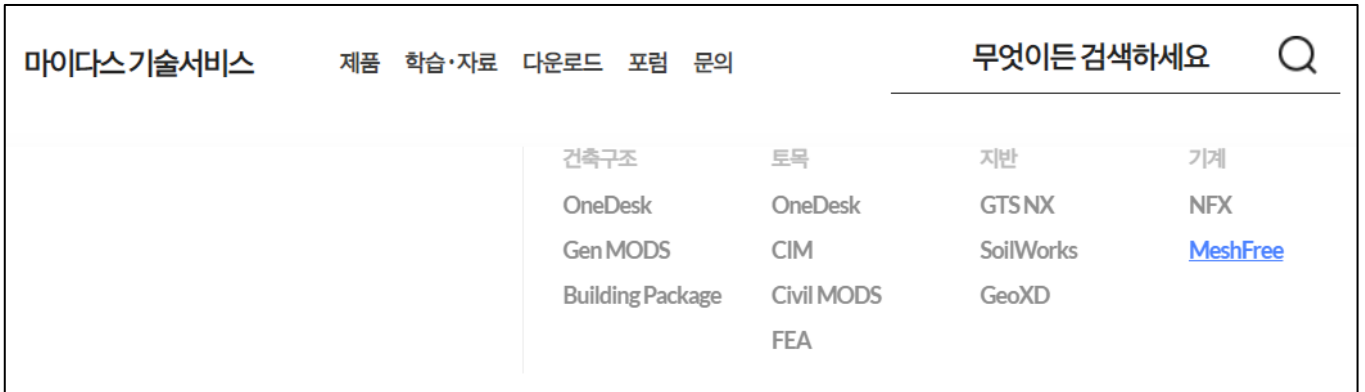 마이다스 기술서비스 제품 학습·자료 다운로드 포럼 문의 무엇이든 검색하세요
건축구조 토목 지반 기계
OneDesk OneDesk GTS NX NFX
Gen MODS CIM SoilWorks MeshFree
Building Package Civil MODS GeoXD
FEA